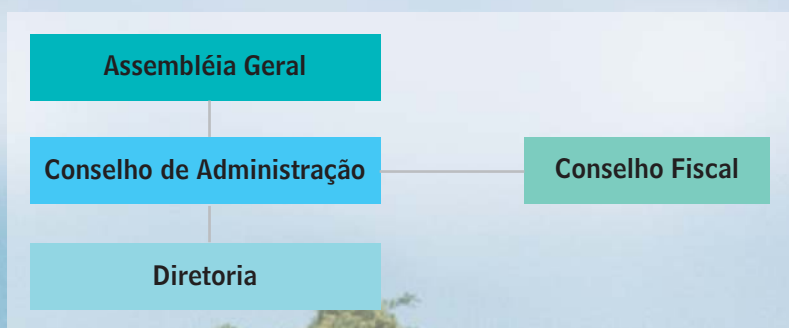 Assembléia Geral
Conselho de Administração
Conselho Fiscal
Diretoria